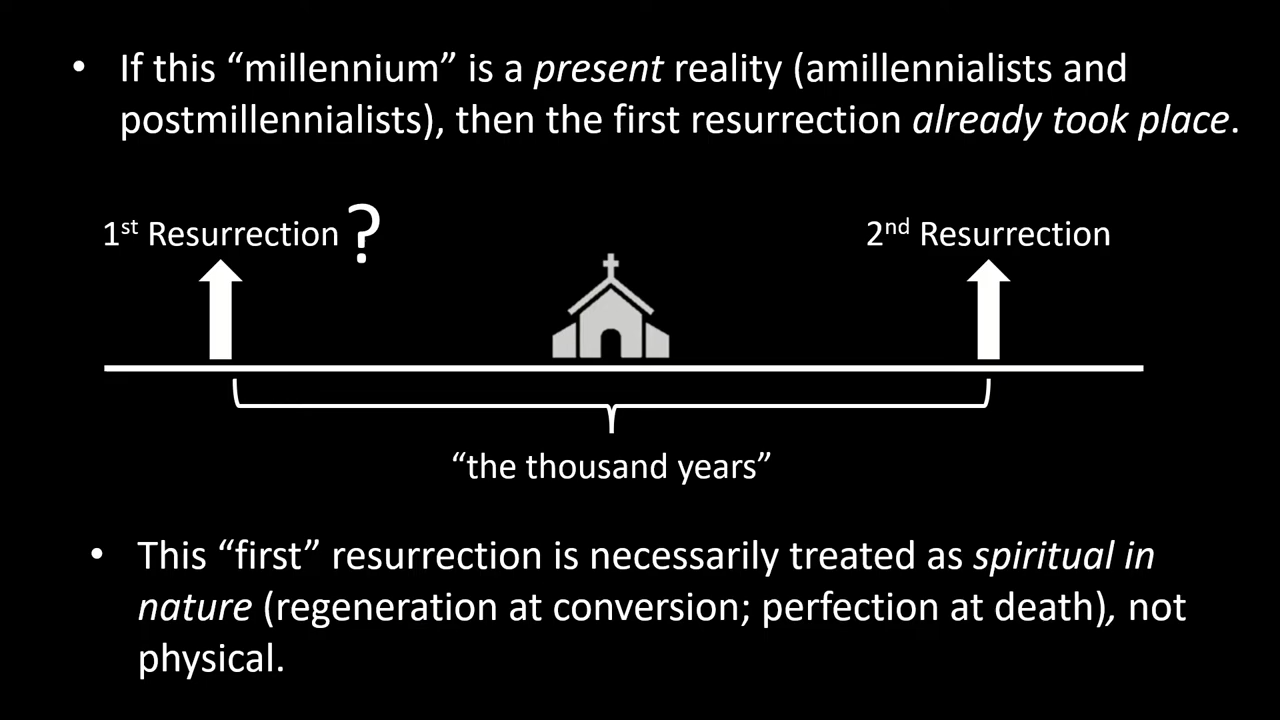 • If this “millennium” is a present reality (amillennialists and
postmillennialists), then the first resurrection already took place.
1st Resurrection ?
2nd Resurrection
“the thousand years”
• This “first” resurrection is necessarily treated as spiritual in
nature (regeneration at conversion; perfection at death), not
physical.